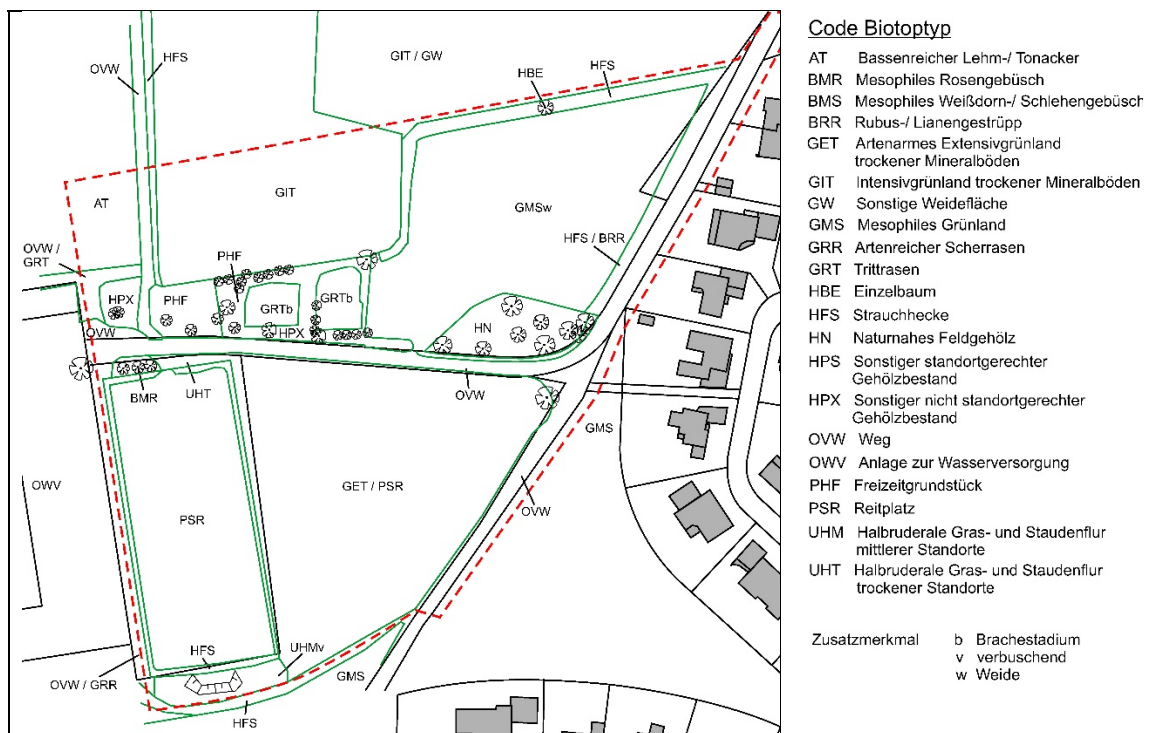 HFS
OVW
GIT / GW
HBE
HFS
AT
GIT
GMSw
OVW /
GRT
PHF
HFS / BRR
HPX
PHF
GRTb
GRTb
HN
OVW
HPX
BMR
UHT
OVW
GMS
OWV
GET / PSR
PSR
OVW
HFS
UHMv
OVW / GRR
GMS
HFS
Code Biotoptyp
AT Bassenreicher Lehm-/ Tonacker
BMR Mesophiles Rosengebüsch
BMS Mesophiles Weißdorn-/ Schlehengebüsch
BRR Rubus-/ Lianengestrüpp
GET Artenarmes Extensivgrünland
trockener Mineralböden
GIT Intensivgrünland trockener Mineralböden
GW Sonstige Weidefläche
GMS Mesophiles Grünland
GRR Artenreicher Scherrasen
GRT Trittrasen
HBE Einzelbaum
HFS Strauchhecke
HN Naturnahes Feldgehölz
HPS Sonstiger standortgerechter
Gehölzbestand
HPX Sonstiger nicht standortgerechter
Gehölzbestand
OVW Weg
OWV Anlage zur Wasserversorgung
PHF Freizeitgrundstück
PSR Reitplatz
UHM Halbruderale Gras- und Staudenflur
mittlerer Standorte
UHT Halbruderale Gras- und Staudenflur
trockener Standorte
Zusatzmerkmal b Brachestadium
v verbuschend
w Weide